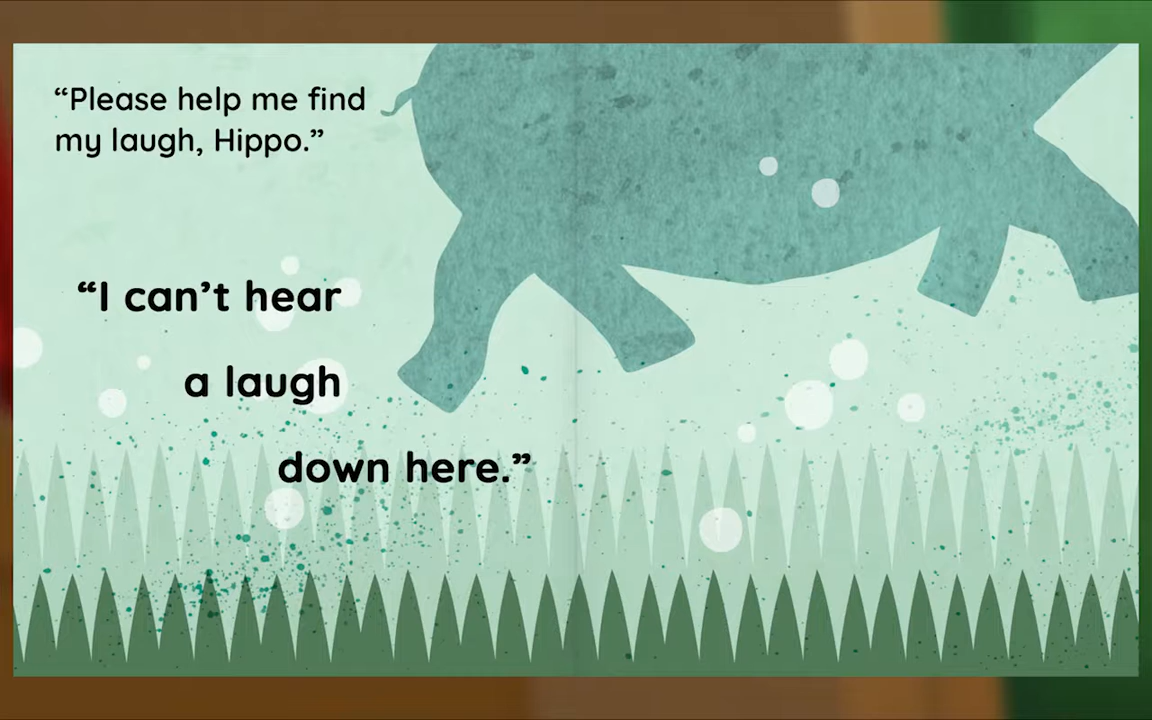 “Please help me find
my laugh, Hippo.”
“I can’t hear
a laugh
down here.”